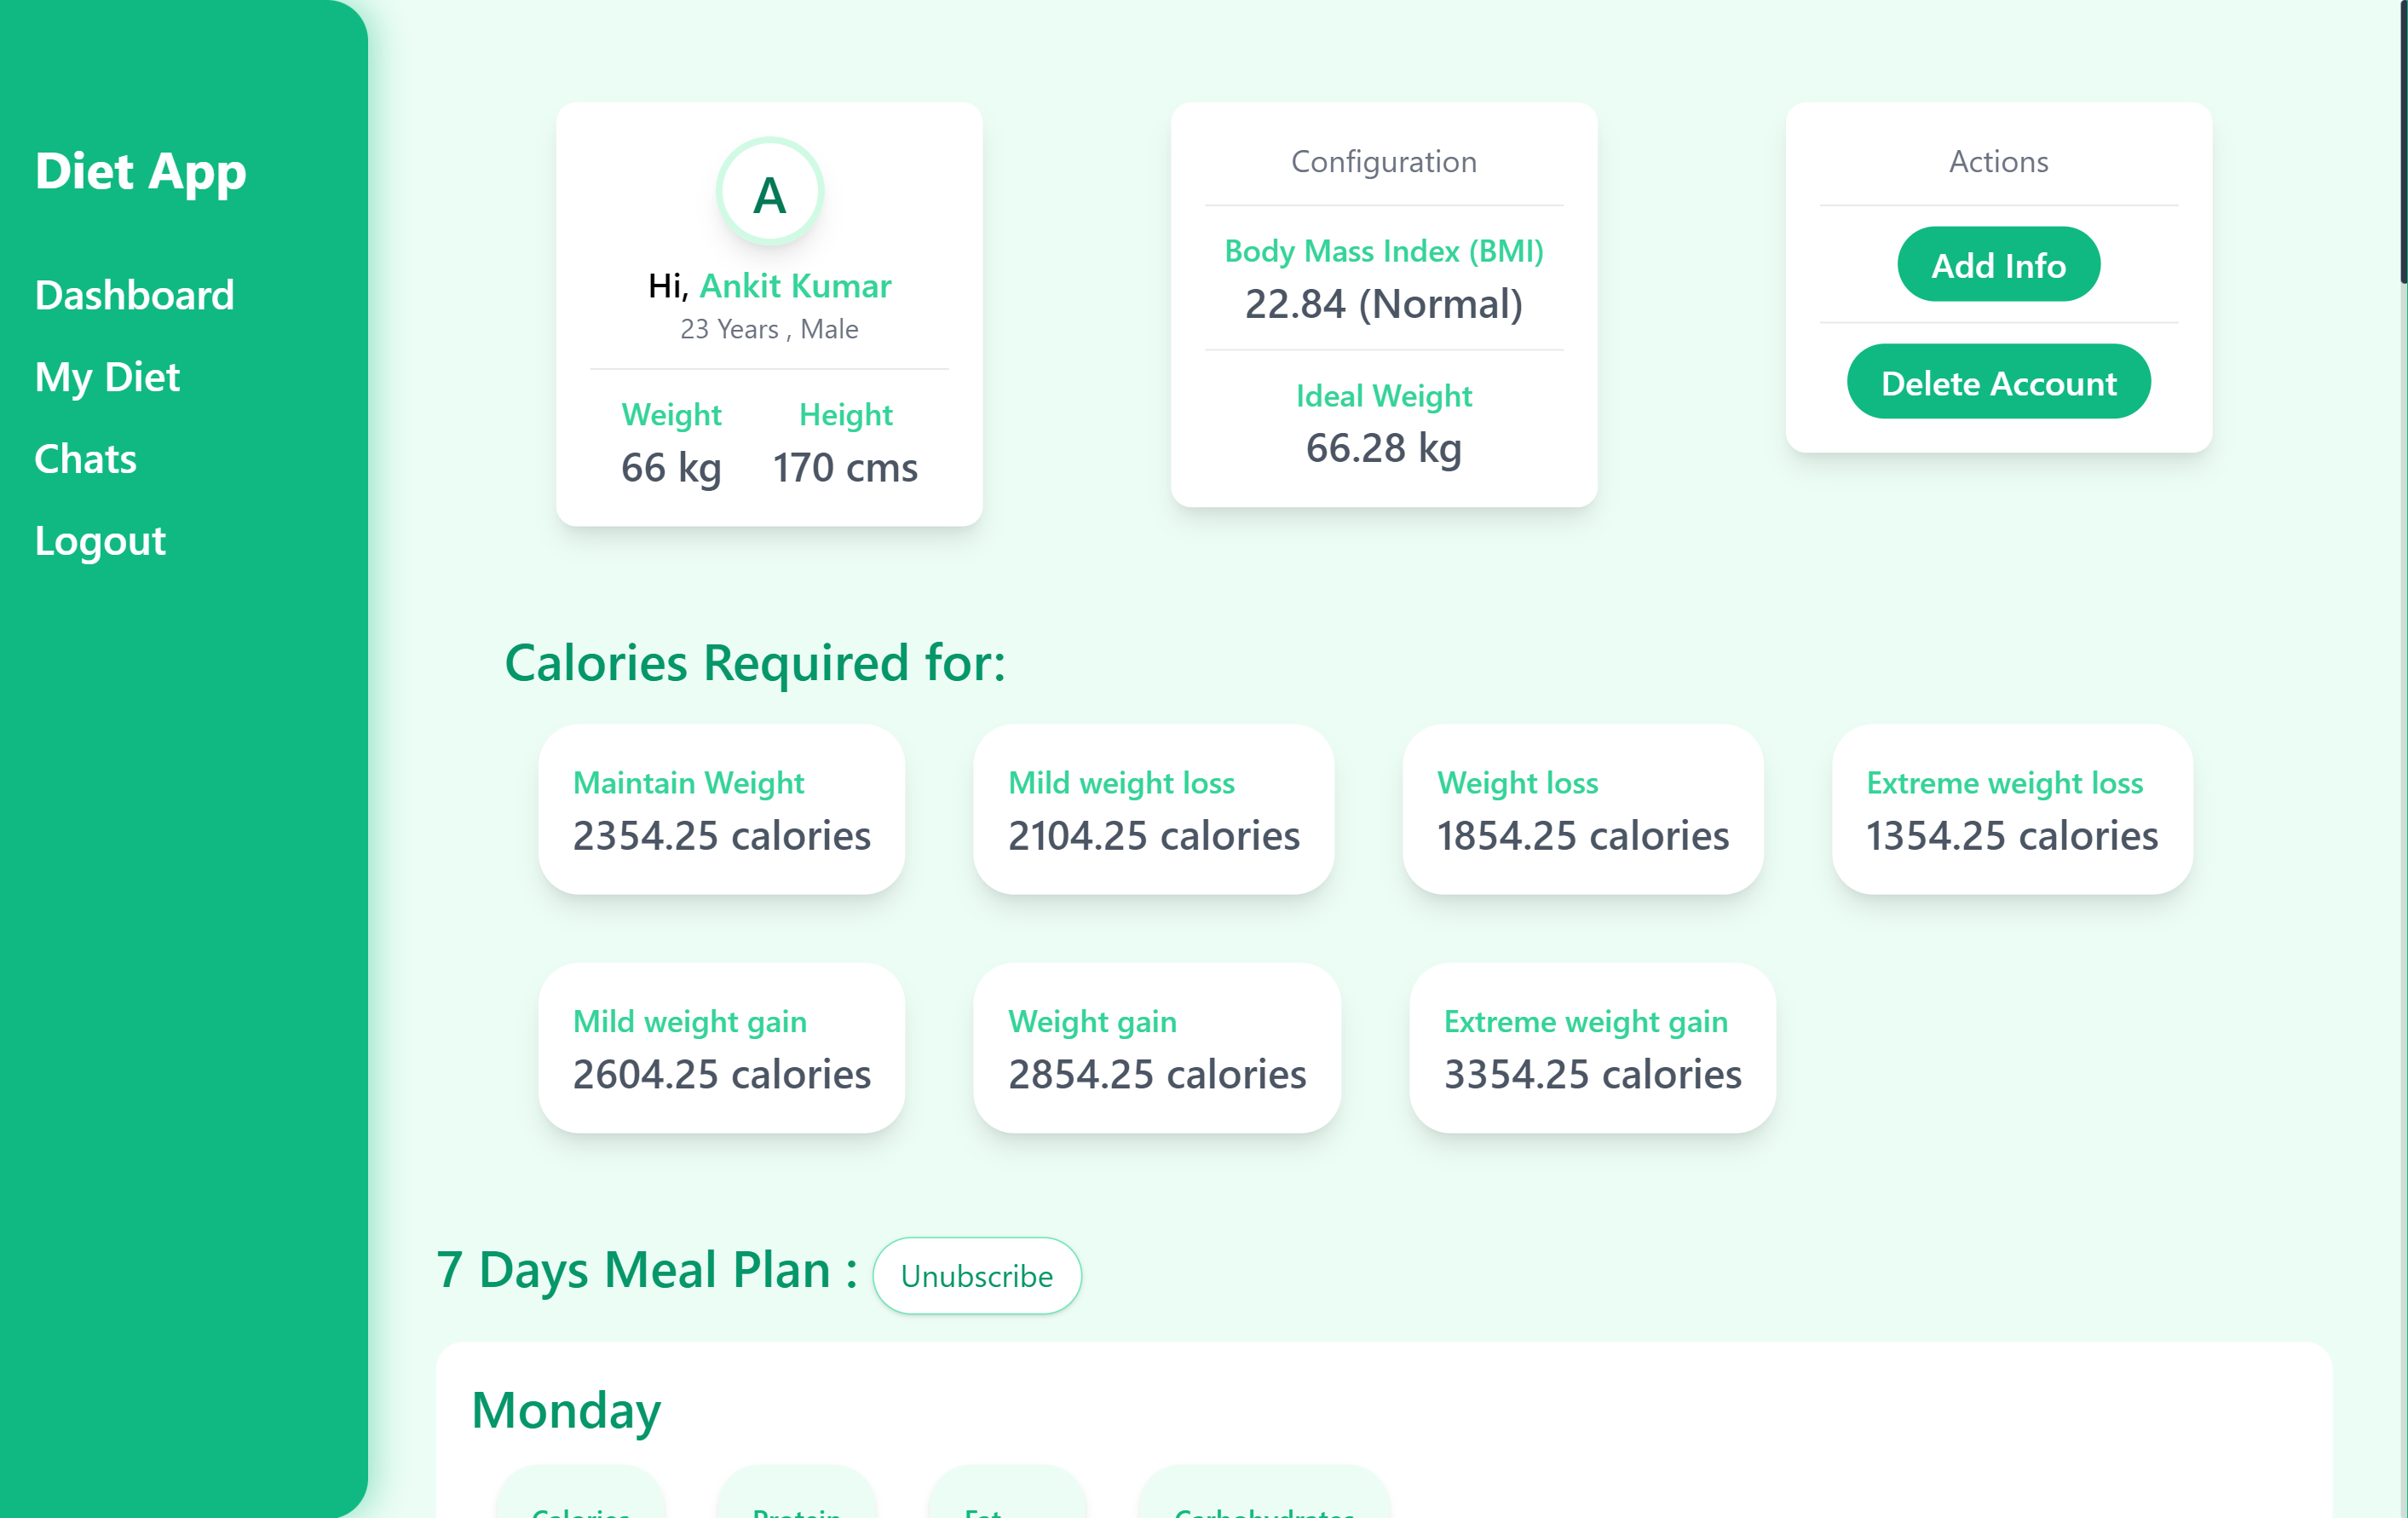 Diet App
Dashboard
My Diet
Chats
Logout
A
Hi, Ankit Kumar
23 Years , Male
Weight Height
66 kg 170 cms
Configuration
Body Mass Index (BMI)
22.84 (Normal)
Ideal Weight
66.28 kg
Actions
Add Info
Delete Account
Calories Required for:
Maintain Weight
2354.25 calories
Mild weight loss
2104.25 calories
Weight loss
1854.25 calories
Extreme weight loss
1354.25 calories
Mild weight gain
2604.25 calories
Weight gain
2854.25 calories
Extreme weight gain
3354.25 calories
7 Days Meal Plan : Unubscribe
Monday
Calories Protein Fat Carbohydrates